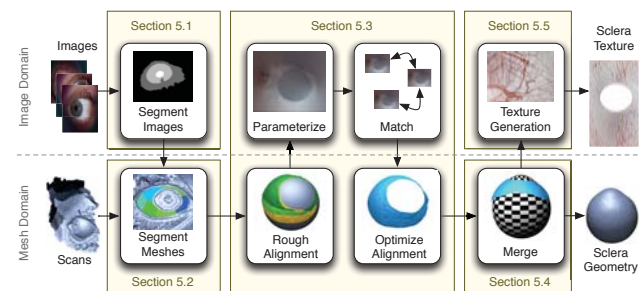 Section 5.1
Section 5.3
Section 5.5
Sclera
Texture
Images
Image Domain
Segment
Images
Parameterize
Match
Texture
Generation
Mesh Domain
Scans
Segment
Meshes
Rough
Alignment
Optimize
Alignment
Merge
Sclera
Geometry
Section 5.2
Section 5.4